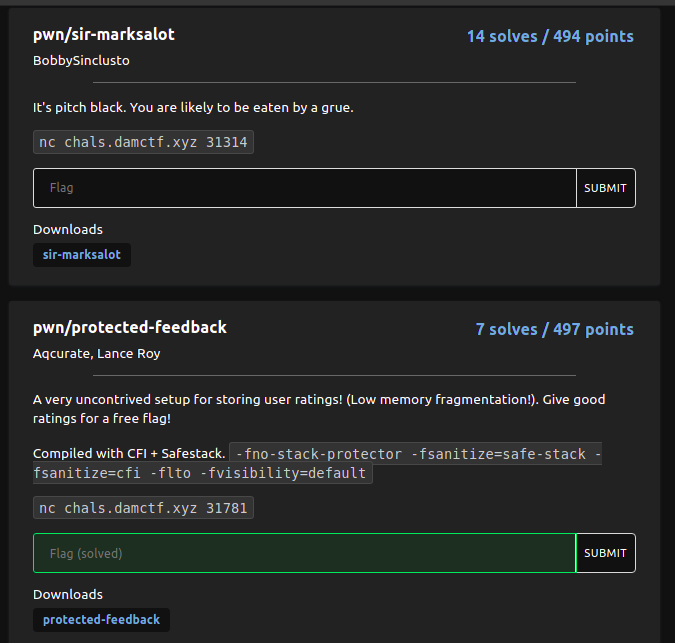 pwn/sir-marksalot
14 solves / 494 points
BobbySinclusto
It's pitch black. You are likely to be eaten by a grue.
nc chals.damctf.xyz 31314
Flag
SUBMIT
Downloads
sir-marksalot
pwn/protected-feedback
7 solves / 497 points
Aqcurate, Lance Roy
A very uncontrived setup for storing user ratings! (Low memory fragmentation!). Give good
ratings for a free flag!
Compiled with CFI + Safestack. -fno-stack-protector -fsanitize=safe-stack -
fsanitize=cfi -flto -fvisibility=default
nc chals.damctf.xyz 31781
Flag (solved)
SUBMIT
Downloads
protected-feedback